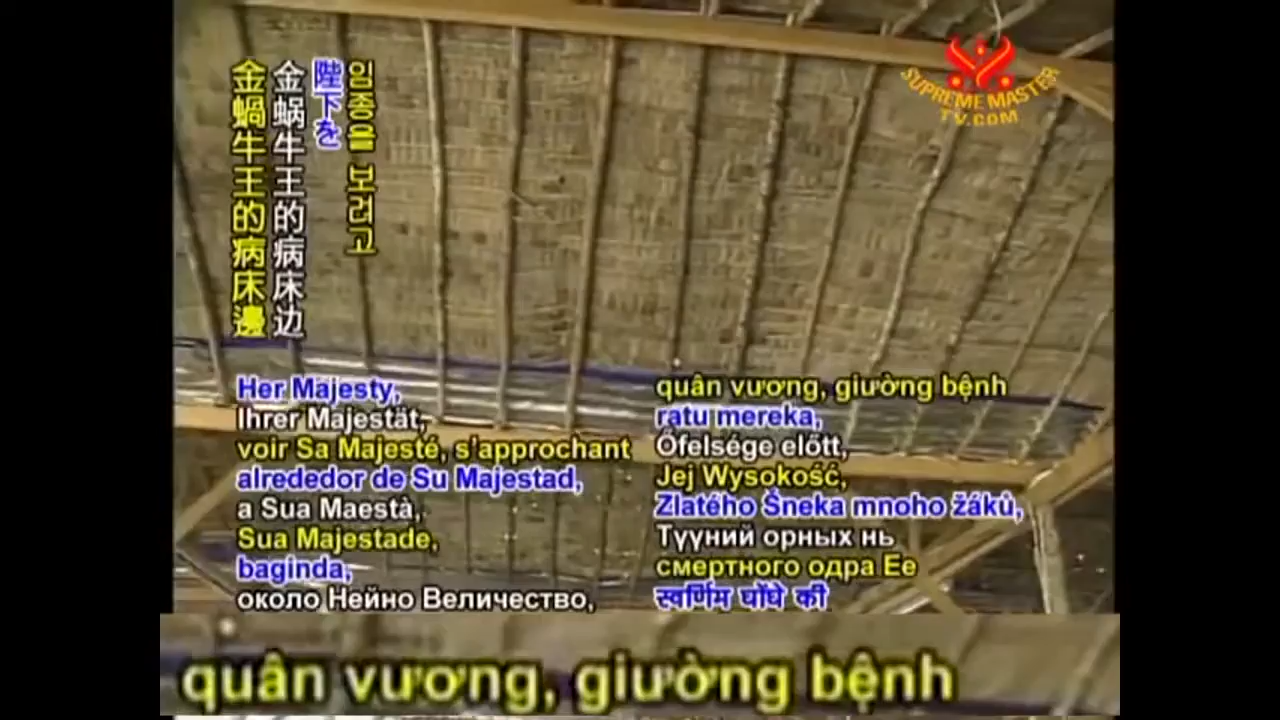 임종을 보려고
陛下を
金蜗牛王的病床边
金蝸牛王的病床邊
SUPREME MASTER
TV.COM
Her Majesty,
Ihrer Majestät,
voir Sa Majesté, s'approchant
alrededor de Su Majestad,
a Sua Maestà,
Sua Majestade,
baginda,
около Нейно Величество,
quân vương, giường bệnh
ratu mereka,
Őfelsége előtt,
Jej Wysokość,
Zlatého Šneka mnoho žáků,
Түүний орных нь
смертного одра Ее
स्वर्णिम घोंघे की
quân vương, giường bệnh